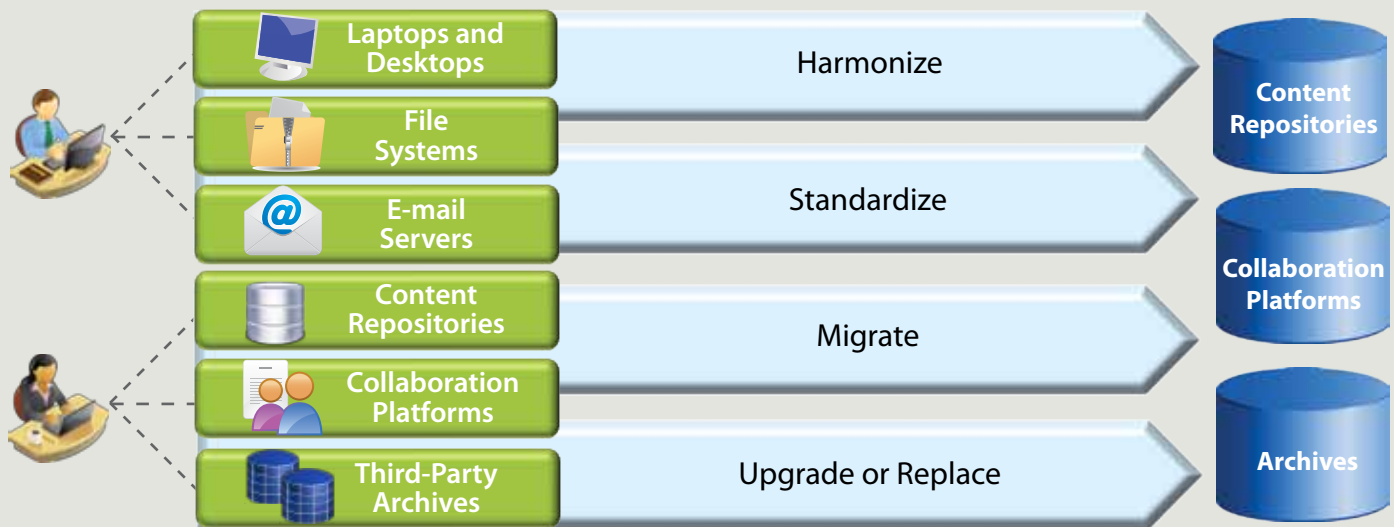 Laptops and
Desktops
File
Systems
@
E-mail
Servers
Content
Repositories
Collaboration
Platforms
Third-Party
Archives
Harmonize
Standardize
Migrate
Upgrade or Replace
Content
Repositories
Collaboration
Platforms
Archives